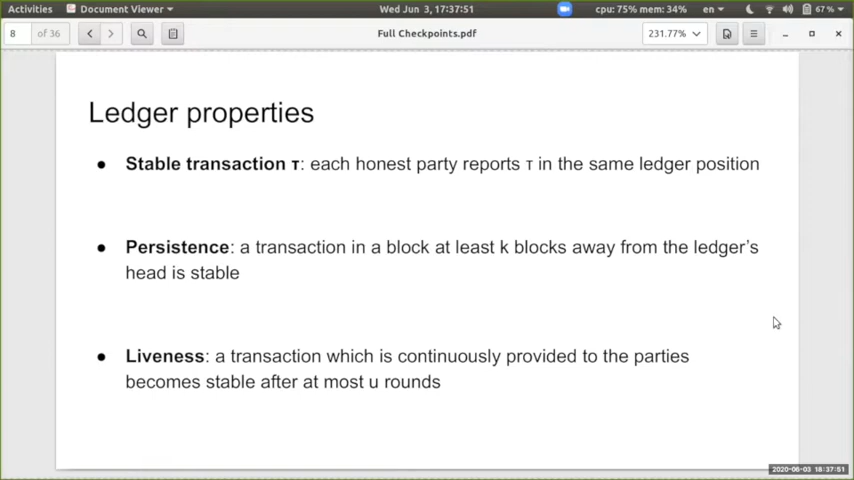 Activities Document Viewer Wed Jun 3, 17:37:51 cpu: 75% mem: 34% en 67 %
8 of 36 Full Checkpoints.pdf 231.77%
Ledger properties
● Stable transaction τ: each honest party reports τ in the same ledger position
● Persistence: a transaction in a block at least k blocks away from the ledger's
head is stable
● Liveness: a transaction which is continuously provided to the parties
becomes stable after at most u rounds
2020-06-03 18:37:51